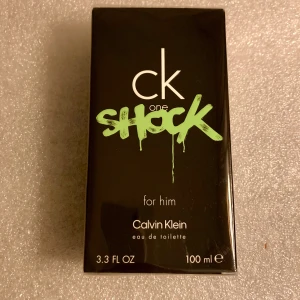 ck
one
SHOCK
for him
Calvin Klein
eau de toilette
3.3 FL OZ 100 ml ℮